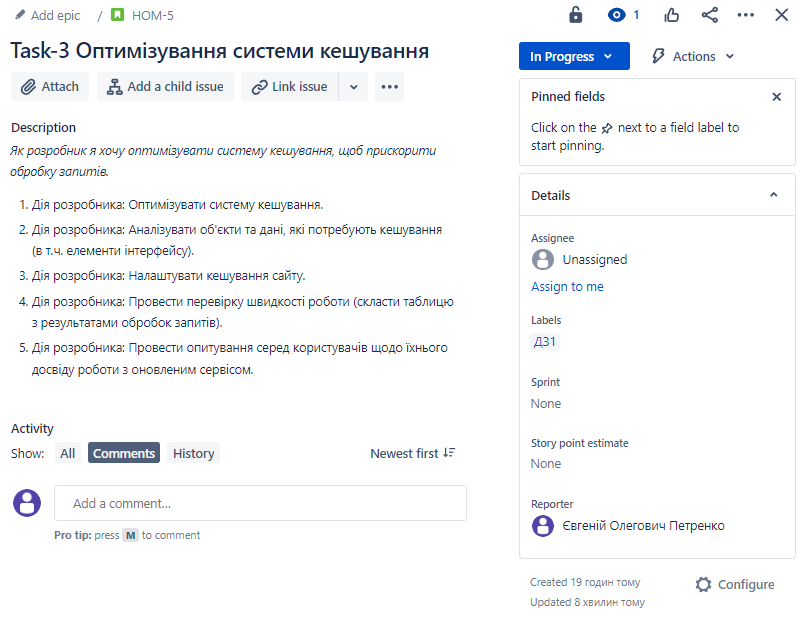 Add epic / HOM-5
1
Task-3 Оптимізування системи кешування
Attach Add a child issue Link issue
Description
Як розробник я хочу оптимізувати систему кешування, щоб прискорити
обробку запитів.
1. Дія розробника: Оптимізувати систему кешування.
2. Дія розробника: Аналізувати об'єкти та дані, які потребують кешування
(в т.ч. елементи інтерфейсу).
3. Дія розробника: Налаштувати кешування сайту.
4. Дія розробника: Провести перевірку швидкості роботи (скласти таблицю
з результатами обробок запитів).
5. Дія розробника: Провести опитування серед користувачів щодо їхнього
досвіду роботи з оновленим сервісом.
Activity
Show: All Comments History Newest first
Add a comment...
Pro tip: press M to comment
In Progress Actions
Pinned fields
Click on the next to a field label to
start pinning.
Details
Assignee
Unassigned
Assign to me
Labels
ДЗ1
Sprint
None
Story point estimate
None
Reporter
Євгеній Олегович Петренко
Created 19 годин тому
Configure
Updated 8 хвилин тому